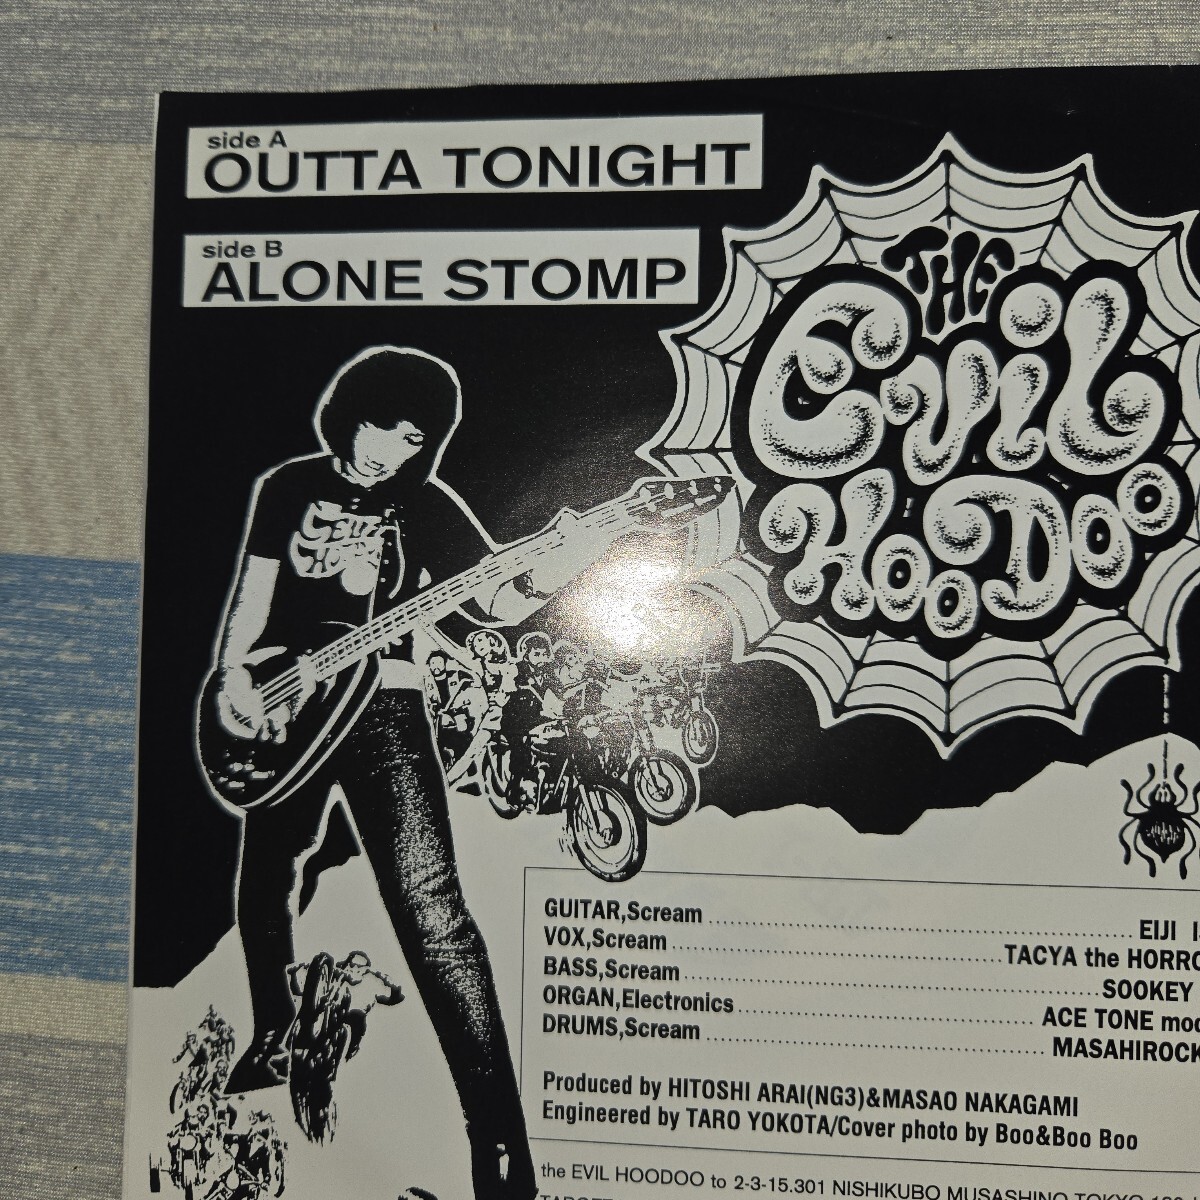 side A
OUTTA TONIGHT
side B
ALONE STOMP
THE
EVIL
HOODOO
GUITAR,Scream ........ EIJI
VOX,Scream ........ TACYA the HORRO
BASS,Scream ........ SOOKEY
ORGAN,Electronics ........ ACE TONE moo
DRUMS,Scream ........ MASAHIROCK
Produced by HITOSHI ARAI(NG3)&MASAO NAKAGAMI
Engineered by TARO YOKOTA/Cover photo by Boo&Boo Boo
the EVIL HOODOO to 2-3-15.301 NISHIKUBO MUSASHINO TOKYO